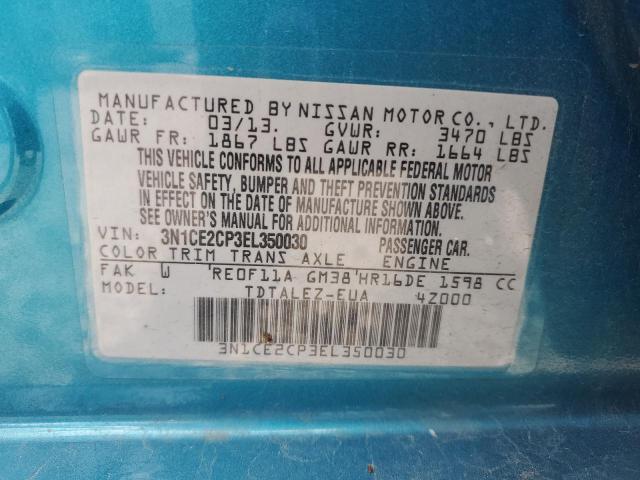 MANUFACTURED BY NISSAN MOTOR CO., LTD.
DATE: 03/13. GVWR: 3470 LBS
GAWR FR: 1867 LBS GAWR RR: 1664 LBS
THIS VEHICLE CONFORMS TO ALL APPLICABLE FEDERAL MOTOR
VEHICLE SAFETY, BUMPER AND THEFT PREVENTION STANDARDS
IN EFFECT ON THE DATE OF MANUFACTURE SHOWN ABOVE.
SEE OWNER'S MANUAL FOR ADDITIONAL INFORMATION.
VIN: 3N1CE2CP3EL350030 PASSENGER CAR.
COLOR TRIM TRANS AXLE ENGINE
FAK W 'RE0F11A GM38'HR16DE 1598 CC
MODEL: TDTALEZ-EUA 4Z000
3N1CE2CP3EL350030